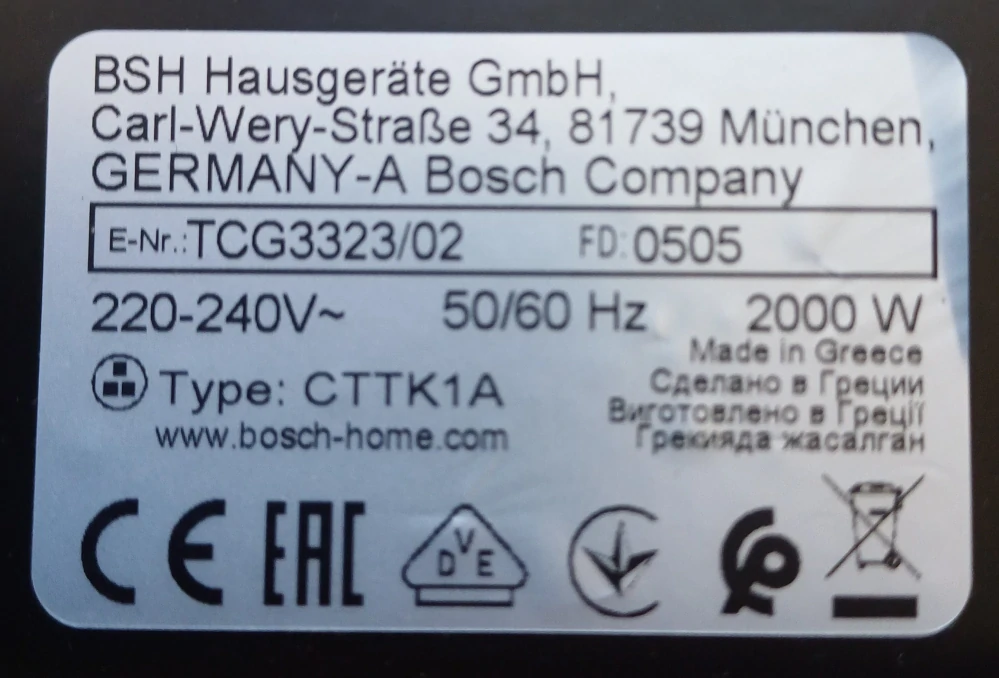 BSH Hausgeräte GmbH,
Carl-Wery-Straße 34, 81739 München,
GERMANY-A Bosch Company
E-Nr.:TCG3323/02 FD:0505
220-240V~ 50/60 Hz 2000 W
Made in Greece
Сделано в Греции
Type: CTTK1A
Виготовлено в Греції
www.bosch-home.com
Грекияда жасалган
CE EAC DVE